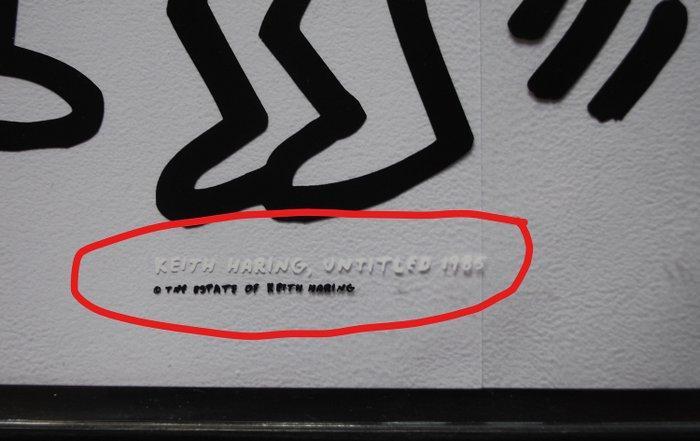 KEITH HARING, UNTITLED 1985
© THE ESTATE OF KEITH HARING